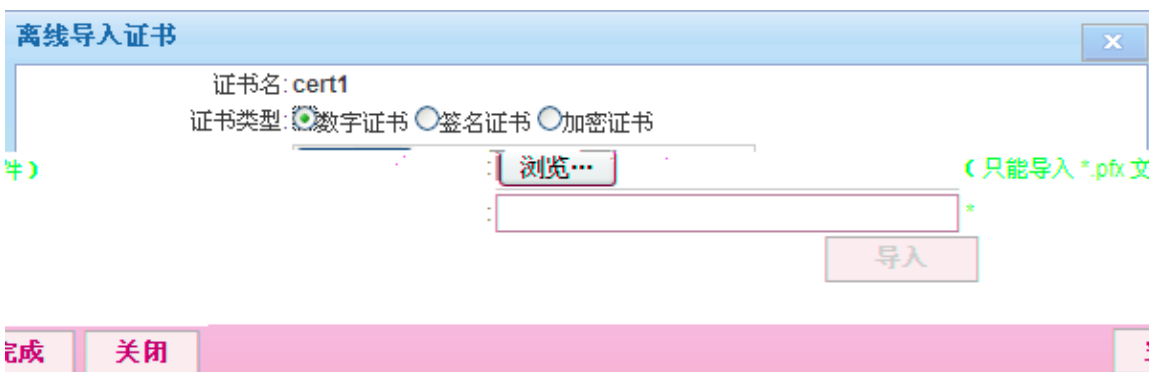 离线导入证书
证书名: cert1
证书类型: 数字证书 签名证书 加密证书
: 浏览… (只能导入 *.pfx 文
件)
: *
导入
完成 关闭